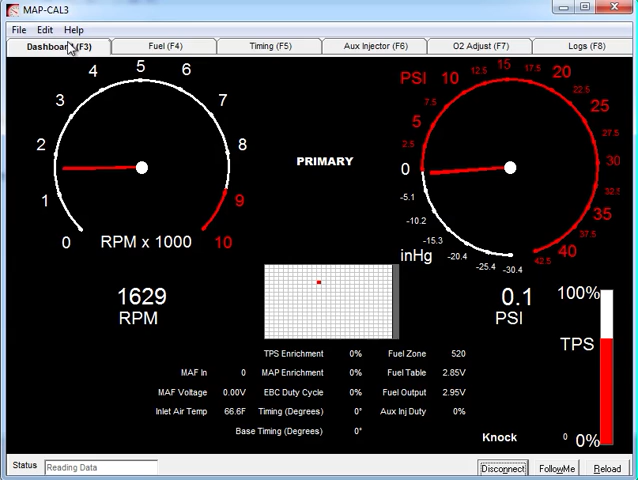 MAP-CAL3
File Edit Help
Dashboard (F3) Fuel (F4) Timing (F5) Aux Injector (F6) O2 Adjust (F7) Logs (F8)
0 1 2 3 4 5 6 7 8 9 10
RPM x 1000
1629
RPM
PRIMARY
PSI
0 2.5 5 7.5 10 12.5 15 17.5 20 22.5 25 27.5 30 32.5 35 37.5 40 42.5
-5.1 -10.2 -15.3 -20.4 -25.4 -30.4
inHg
0.1
PSI
100%
TPS
0%
TPS Enrichment 0% Fuel Zone 520
MAF In 0 MAP Enrichment 0% Fuel Table 2.85V
MAF Voltage 0.00V EBC Duty Cycle 0% Fuel Output 2.95V
Inlet Air Temp 66.6F Timing (Degrees) 0° Aux Inj Duty 0%
Base Timing (Degrees) 0°
Knock 0
Status Reading Data Disconnect FollowMe Reload